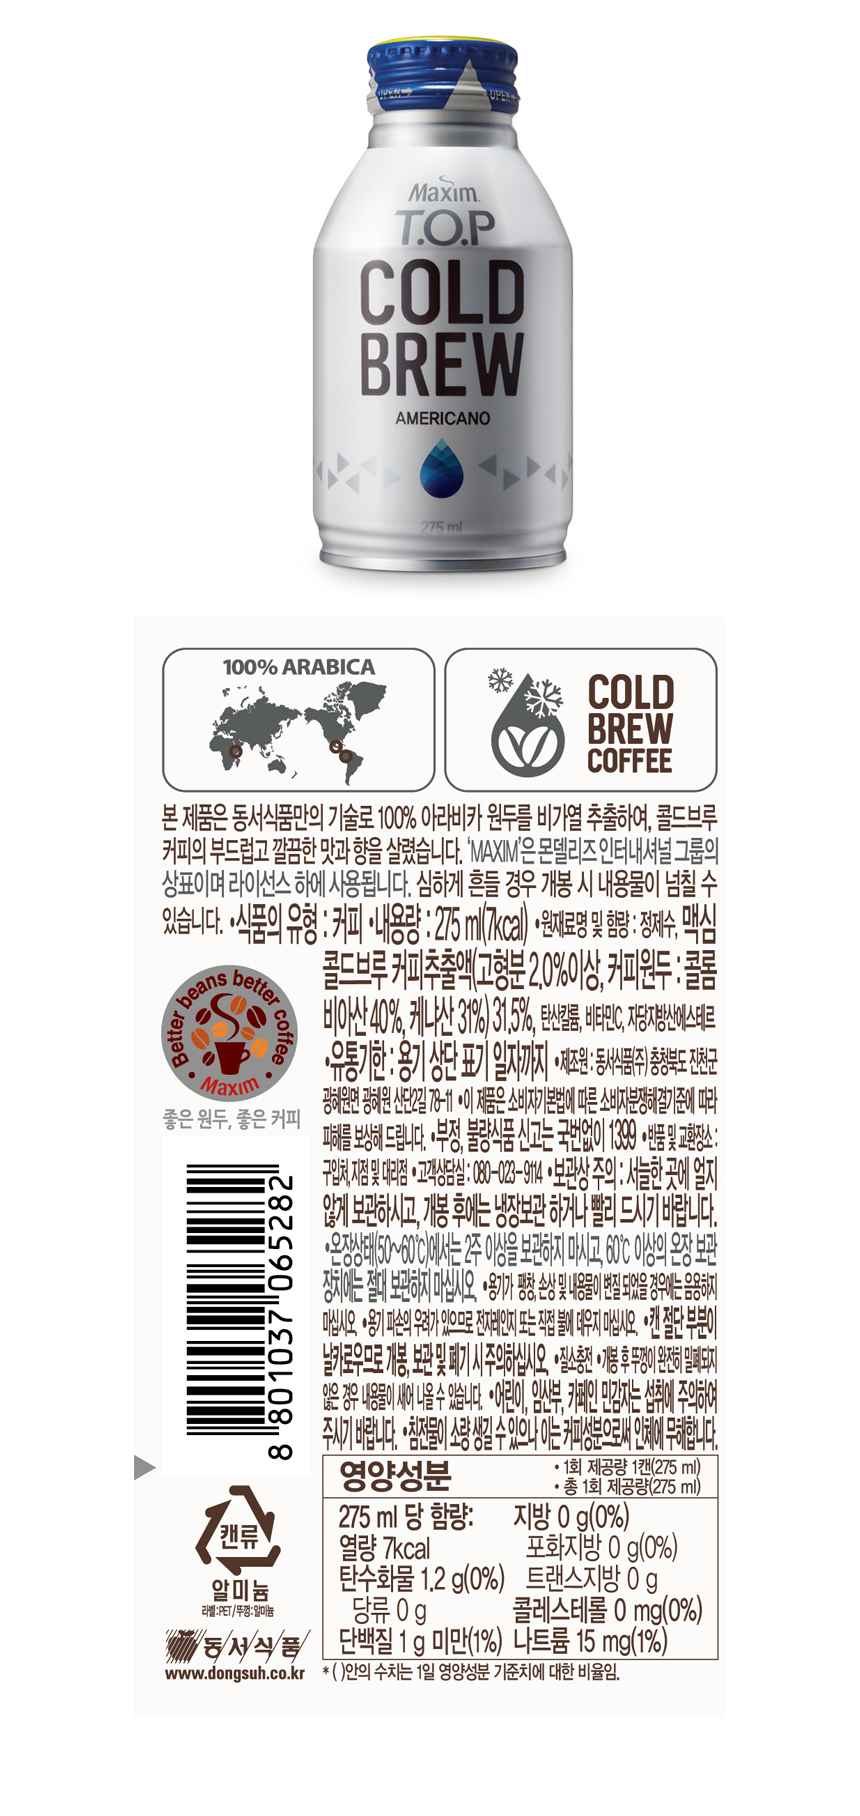 OPEN
OPEN
Maxim
T.O.P
COLD
BREW
AMERICANO
275 ml
100% ARABICA
COLD
BREW
COFFEE
본 제품은 동서식품만의 기술로 100% 아라비카 원두를 비가열 추출하여, 콜드브루
커피의 부드럽고 깔끔한 맛과 향을 살렸습니다. 'MAXIM'은 몬델리즈 인터내셔널 그룹의
상표이며 라이선스 하에 사용됩니다. 심하게 흔들 경우 개봉 시 내용물이 넘칠 수
있습니다. •식품의 유형 : 커피 •내용량 : 275 ml(7kcal) •원재료명 및 함량 : 정제수, 맥심
콜드브루 커피추출액(고형분 2.0%이상, 커피원두 : 콜롬
비아산 40%, 케냐산 31%) 31.5%, 탄산칼륨, 비타민C, 자당지방산에스테르
•유통기한 : 용기 상단 표기 일자까지 •제조원 : 동서식품(주) 충청북도 진천군
광혜원면 광혜원 산단2길 78-11 •이 제품은 소비자기본법에 따른 소비자분쟁해결기준에 따라
피해를 보상해 드립니다. •부정, 불량식품 신고는 국번없이 1399 •반품 및 교환장소 :
구입처, 지점 및 대리점 •고객상담실 : 080-023-9114 •보관상 주의 : 서늘한 곳에 얼지
않게 보관하시고, 개봉 후에는 냉장보관 하거나 빨리 드시기 바랍니다.
•온장상태(50~60℃)에서는 2주 이상을 보관하지 마시고, 60℃ 이상의 온장 보관
장치에는 절대 보관하지 마십시오. •용기가 팽창, 손상 및 내용물이 변질 되었을 경우에는 음용하지
마십시오. •용기 파손의 우려가 있으므로 전자레인지 또는 직접 불에 데우지 마십시오. •캔 절단 부분이
날카로우므로 개봉, 보관 및 폐기 시 주의하십시오. •질소충전 •개봉 후 뚜껑이 완전히 밀폐되지
않은 경우 내용물이 새어 나올 수 있습니다. •어린이, 임산부, 카페인 민감자는 섭취에 주의하여
주시기 바랍니다. •침전물이 소량 생길 수 있으나 이는 커피성분으로써 인체에 무해합니다.
Better beans better coffee
Maxim
좋은 원두, 좋은 커피
8 801037 065282
캔류
알미늄
라벨:PET/뚜껑:알미늄
동서식품
www.dongsuh.co.kr
영양성분
•1회 제공량 1캔(275 ml)
•총 1회 제공량(275 ml)
275 ml 당 함량: 지방 0 g(0%)
열량 7kcal 포화지방 0 g(0%)
탄수화물 1.2 g(0%) 트랜스지방 0 g
당류 0 g 콜레스테롤 0 mg(0%)
단백질 1 g 미만(1%) 나트륨 15 mg(1%)
*( )안의 수치는 1일 영양성분 기준치에 대한 비율임.